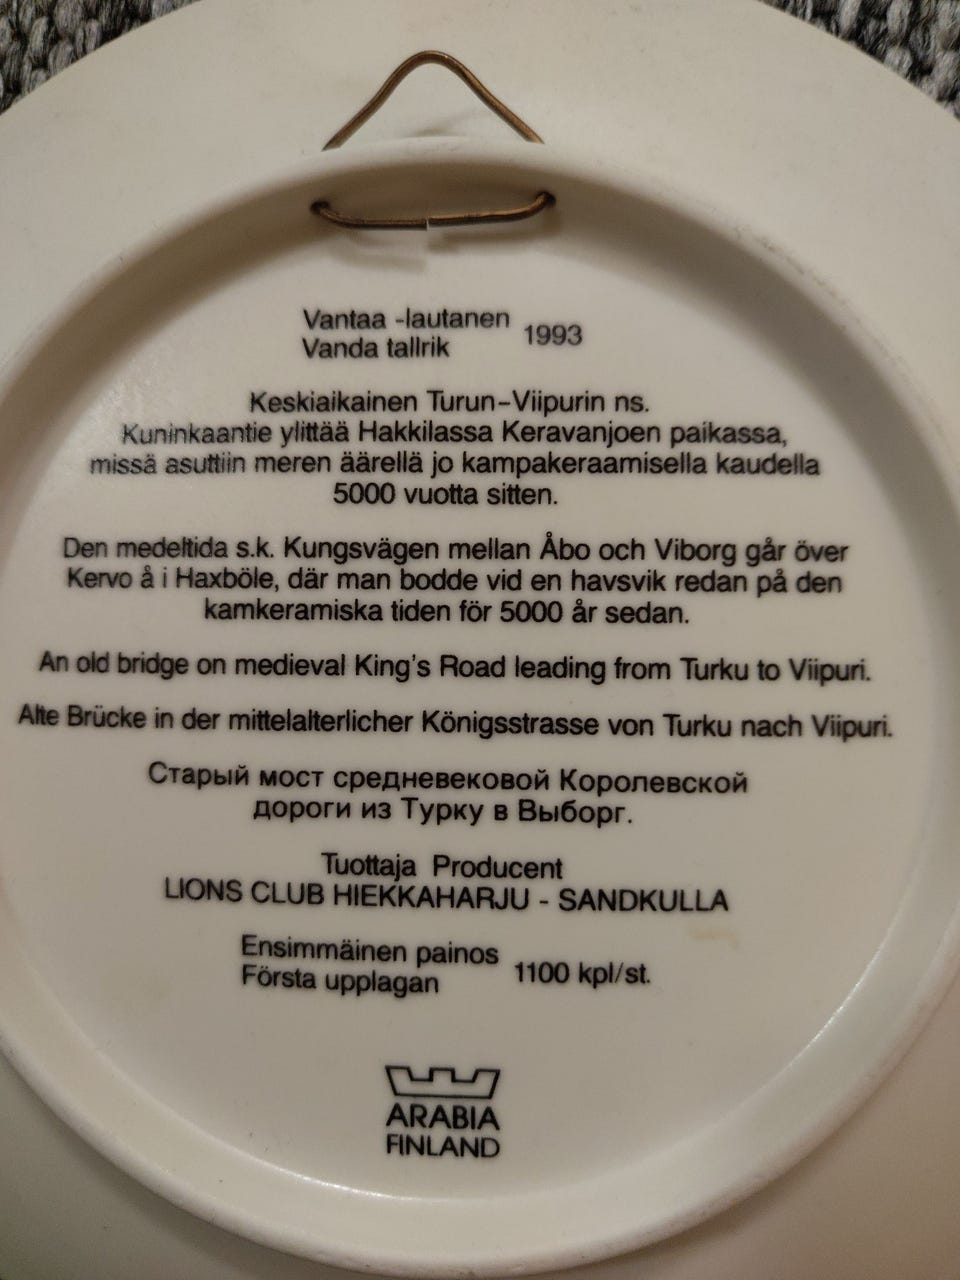 Vantaa -lautanen
Vanda tallrik
1993
Keskiaikainen Turun-Viipurin ns.
Kuninkaantie ylittää Hakkilassa Keravanjoen paikassa,
missä asuttiin meren äärellä jo kampakeraamisella kaudella
5000 vuotta sitten.
Den medeltida s.k. Kungsvägen mellan Åbo och Viborg går över
Kervo å i Haxböle, där man bodde vid en havsvik redan på den
kamkeramiska tiden för 5000 år sedan.
An old bridge on medieval King's Road leading from Turku to Viipuri.
Alte Brücke in der mittelalterlicher Königsstrasse von Turku nach Viipuri.
Старый мост средневековой Королевской
дороги из Турку в Выборг.
Tuottaja Producent
LIONS CLUB HIEKKAHARJU - SANDKULLA
Ensimmäinen painos
Första upplagan
1100 kpl/st.
ARABIA
FINLAND